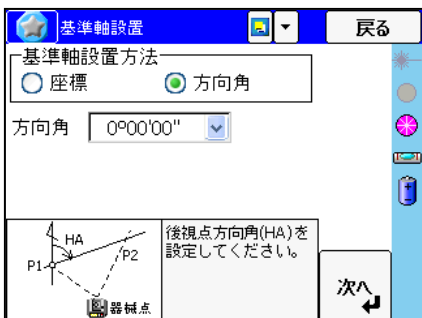 基準軸設置
戻る
基準軸設置方法
座標
方向角
方向角 0°00'00"
HA
P1
P2
器械点
後視点方向角(HA)を
設定してください。
次へ